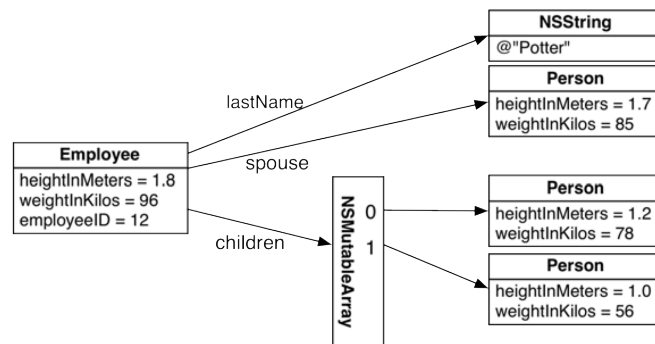 NSString
@"Potter"
Person
heightInMeters = 1.7
weightInKilos = 85
lastName
spouse
Employee
heightInMeters = 1.8
weightInKilos = 96
employeeID = 12
children
NSMutableArray
0
1
Person
heightInMeters = 1.2
weightInKilos = 78
Person
heightInMeters = 1.0
weightInKilos = 56